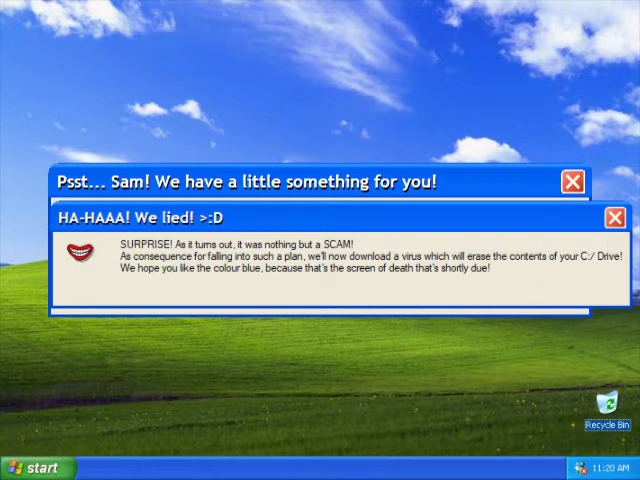 Psst... Sam! We have a little something for you!
HA-HAAA! We lied! >:D
SURPRISE! As it turns out, it was nothing but a SCAM!
As consequence for falling into such a plan, we'll now download a virus which will erase the contents of your C:/ Drive!
We hope you like the colour blue, because that's the screen of death that's shortly due!
Recycle Bin
start
11:20 AM